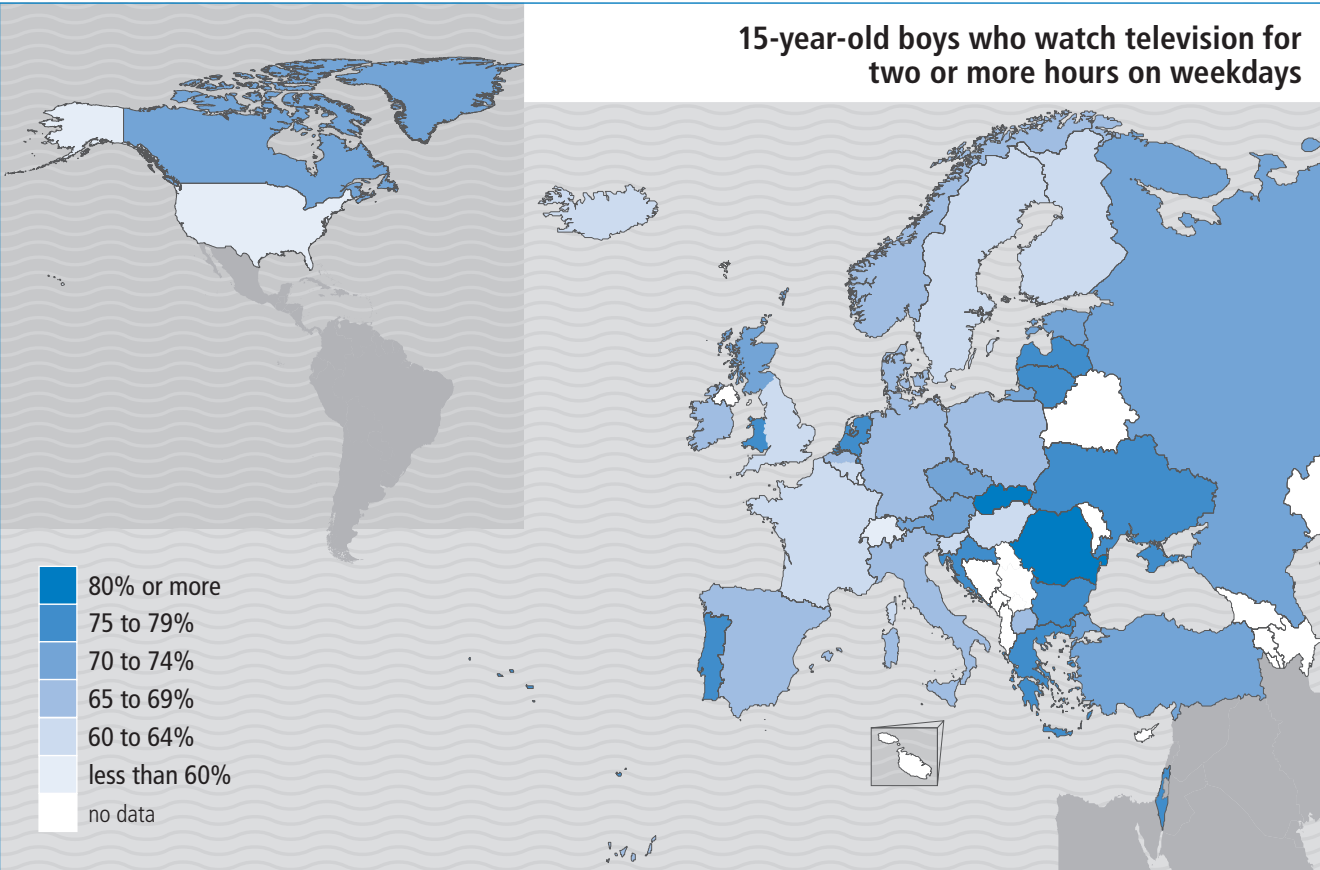 15-year-old boys who watch television for
two or more hours on weekdays
80% or more
75 to 79%
70 to 74%
65 to 69%
60 to 64%
less than 60%
no data